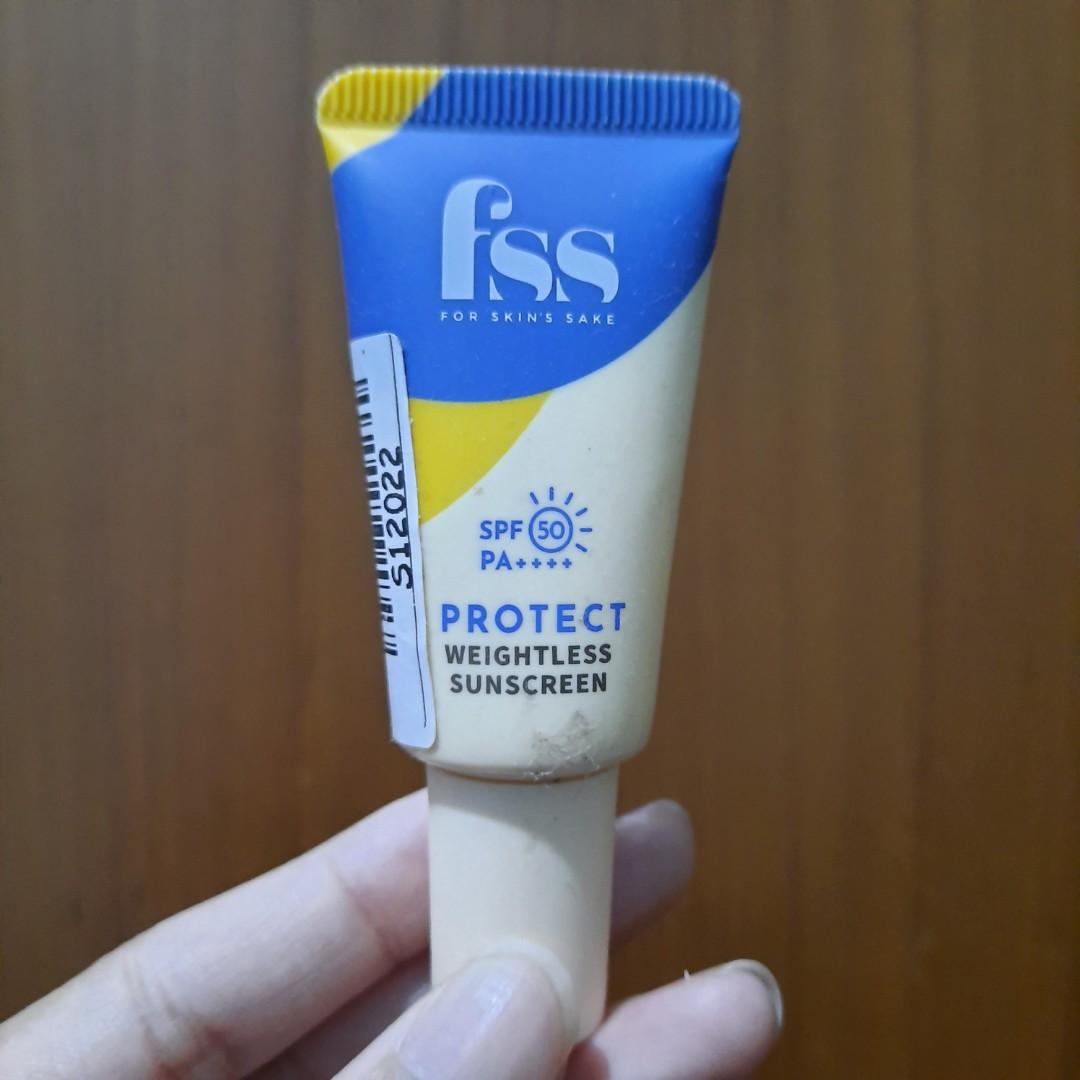 fss
FOR SKIN'S SAKE
S12022
SPF 50
PA++++
PROTECT
WEIGHTLESS
SUNSCREEN